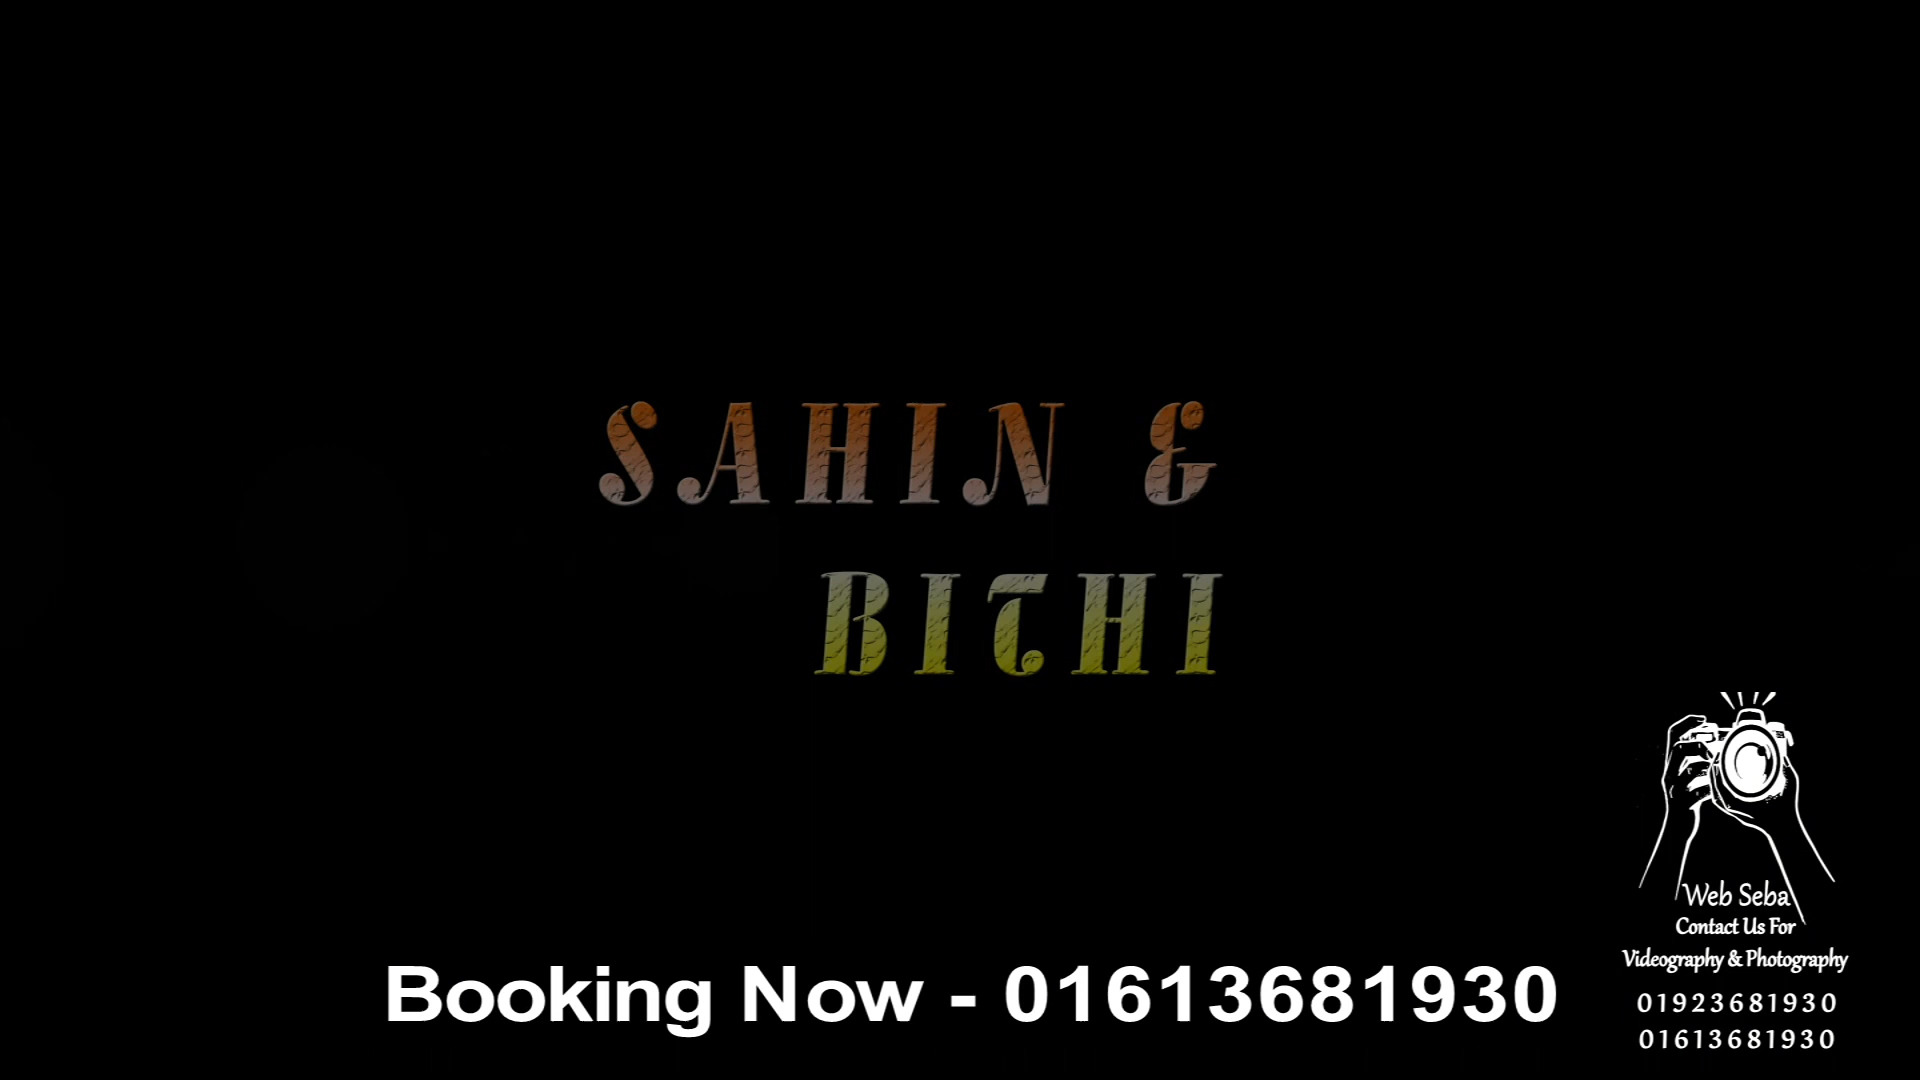 SAHIN &
BITHI
Web Seba
Contact Us For
Videography & Photography
01923681930
01613681930
Booking Now - 01613681930